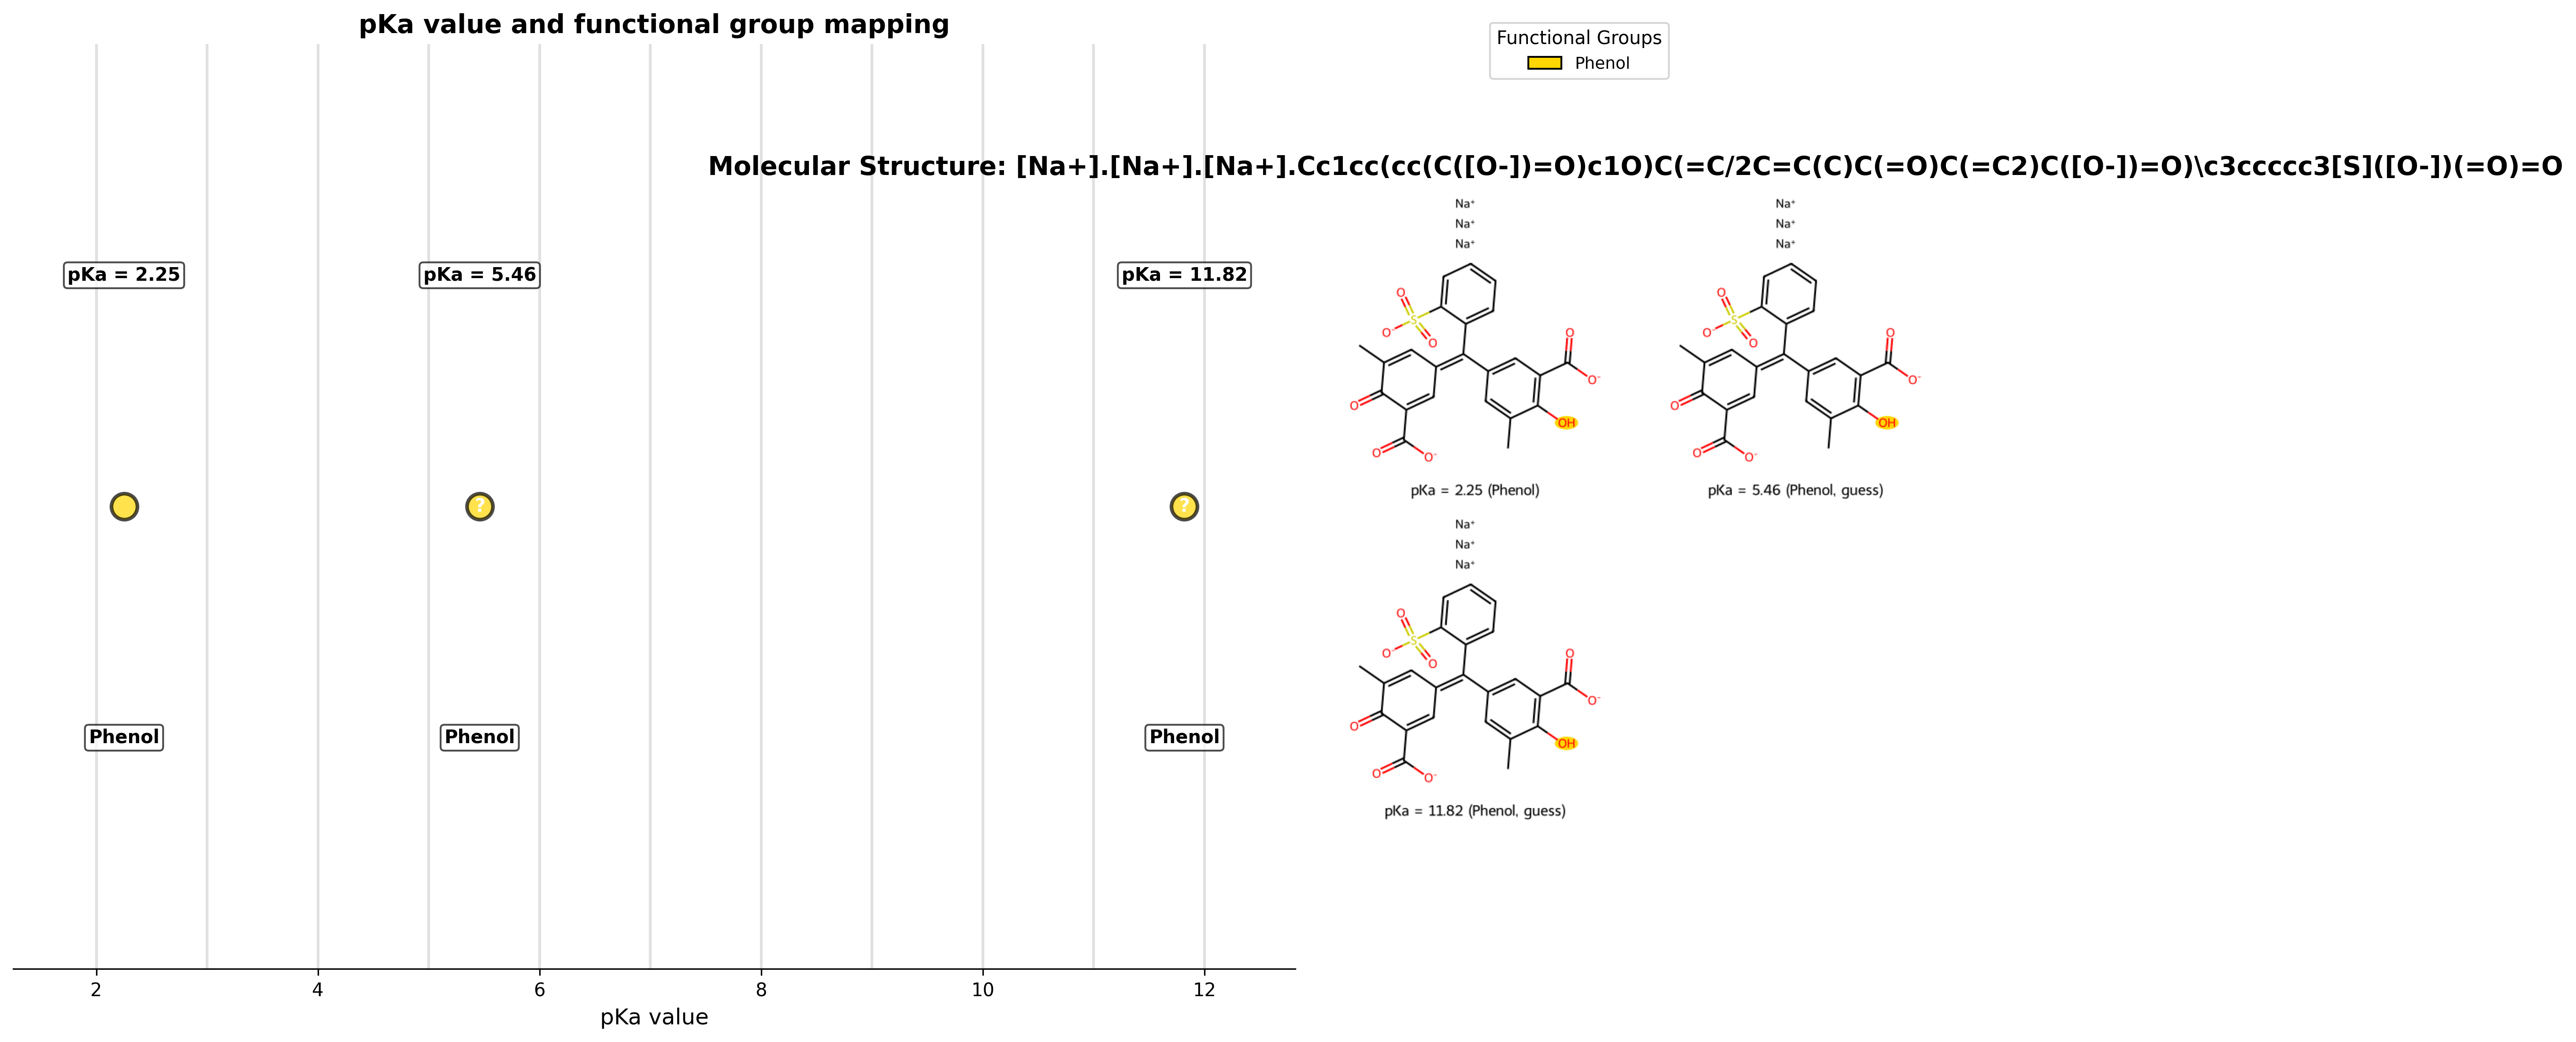 pKa value and functional group mapping
Functional Groups
Phenol
Molecular Structure: [Na+].[Na+].[Na+].Cc1cc(cc(C([O-])=O)c1O)C(=C/2C=C(C)C(=O)C(=C2)C([O-])=O)\c3ccccc3[S]([O-])(=O)=O
pKa = 2.25
pKa = 5.46
pKa = 11.82
?
?
Phenol
Phenol
Phenol
2
4
6
8
10
12
pKa value
Na⁺
Na⁺
Na⁺
O
S
O⁻
O
O
O⁻
O
OH
O
O⁻
pKa = 2.25 (Phenol)
Na⁺
Na⁺
Na⁺
O
S
O⁻
O
O
O⁻
O
OH
O
O⁻
pKa = 5.46 (Phenol, guess)
Na⁺
Na⁺
Na⁺
O
S
O⁻
O
O
O⁻
O
OH
O
O⁻
pKa = 11.82 (Phenol, guess)